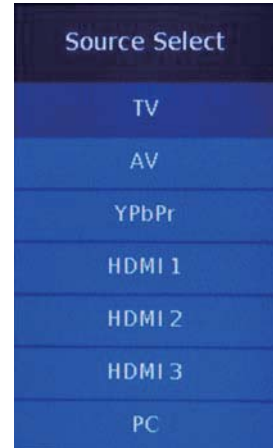 Source Select
TV
AV
YPbPr
HDMI 1
HDMI 2
HDMI 3
PC